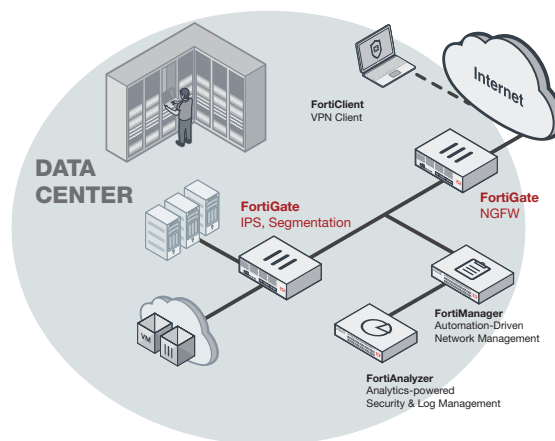 Internet
FortiClient
VPN Client
DATA
CENTER
FortiGate
NGFW
FortiGate
IPS, Segmentation
FortiManager
Automation-Driven
Network Management
VM
FortiAnalyzer
Analytics-powered
Security & Log Management